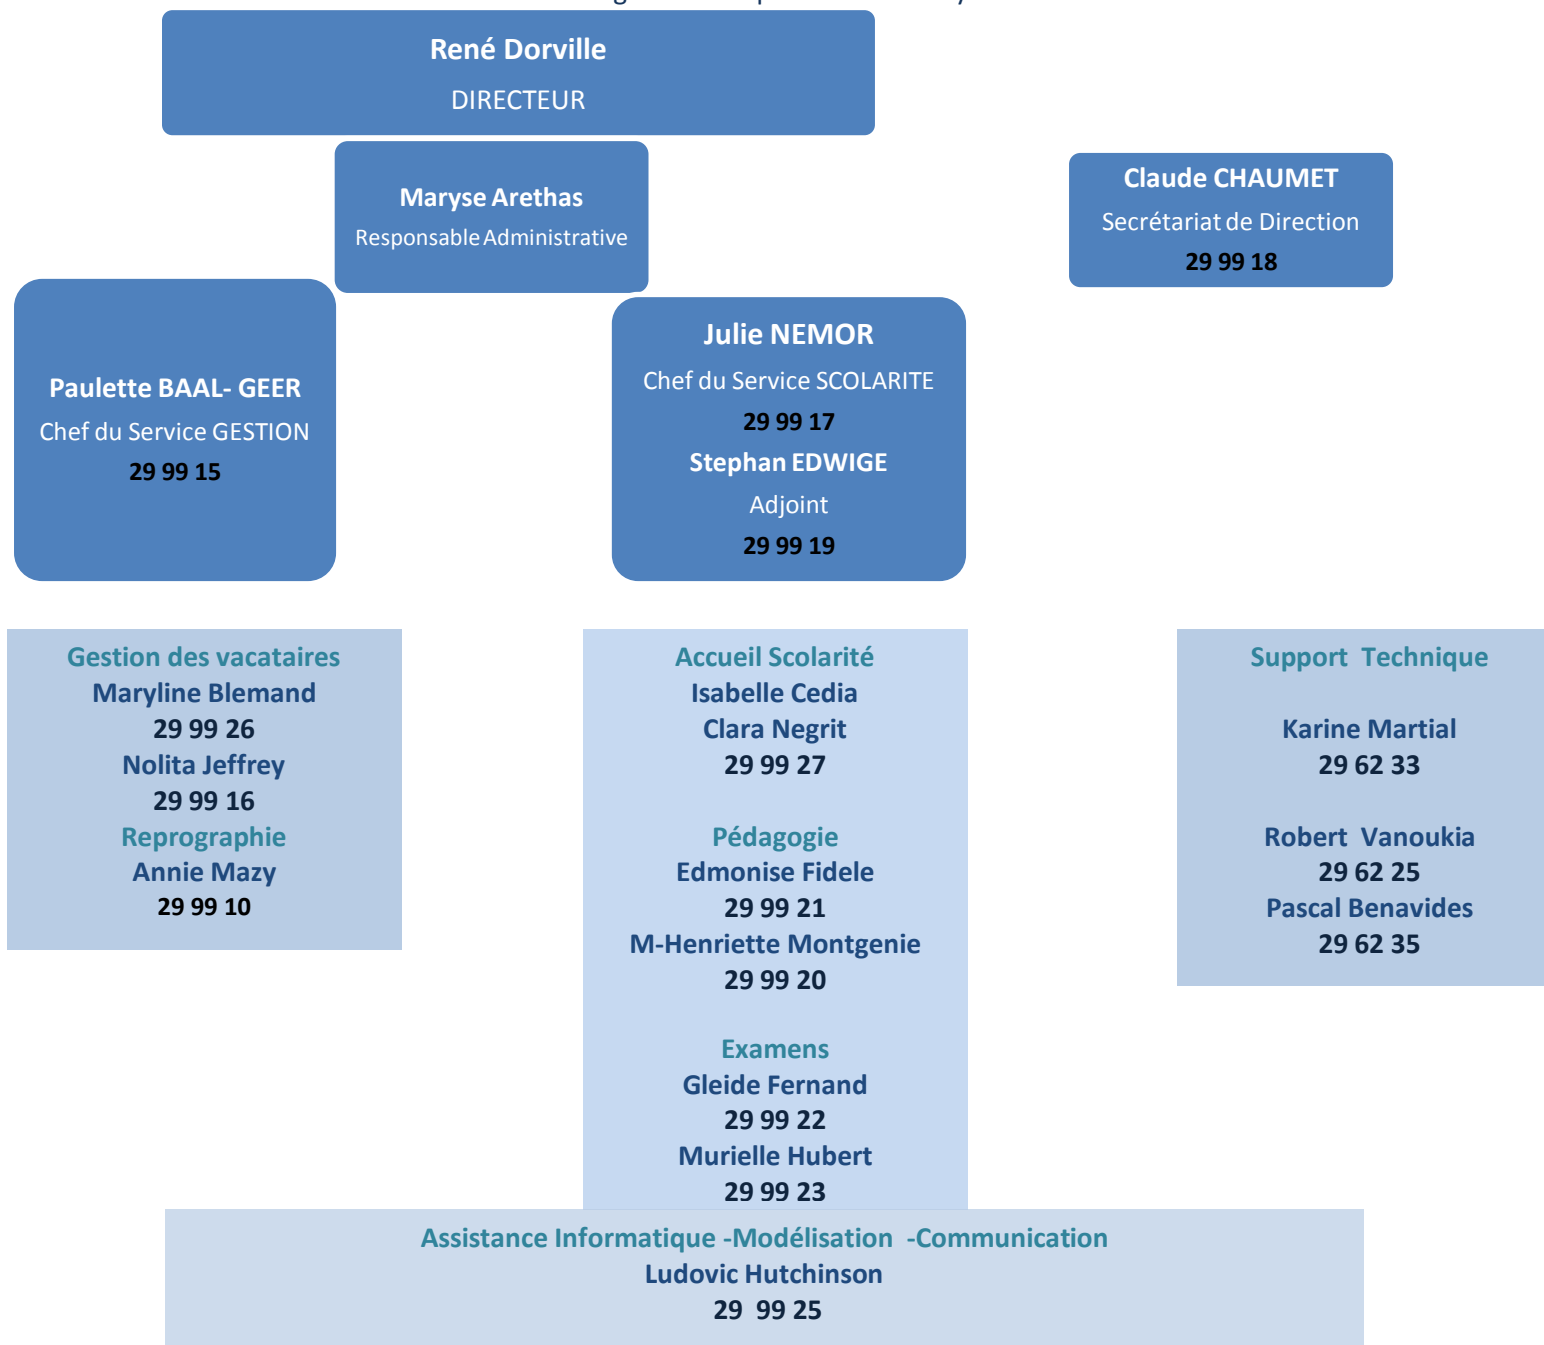 René Dorville
DIRECTEUR
Maryse Arethas
Responsable Administrative
Claude CHAUMET
Secrétariat de Direction
29 99 18
Paulette BAAL- GEER
Chef du Service GESTION
29 99 15
Julie NEMOR
Chef du Service SCOLARITE
29 99 17
Stephan EDWIGE
Adjoint
29 99 19
Gestion des vacataires
Maryline Blemand
29 99 26
Nolita Jeffrey
29 99 16
Reprographie
Annie Mazy
29 99 10
Accueil Scolarité
Isabelle Cedia
Clara Negrit
29 99 27
Pédagogie
Edmonise Fidele
29 99 21
M-Henriette Montgenie
29 99 20
Examens
Gleide Fernand
29 99 22
Murielle Hubert
29 99 23
Support  Technique
Karine Martial
29 62 33
Robert  Vanoukia
29 62 25
Pascal Benavides
29 62 35
Assistance Informatique -Modélisation  -Communication
Ludovic Hutchinson
29  99 25